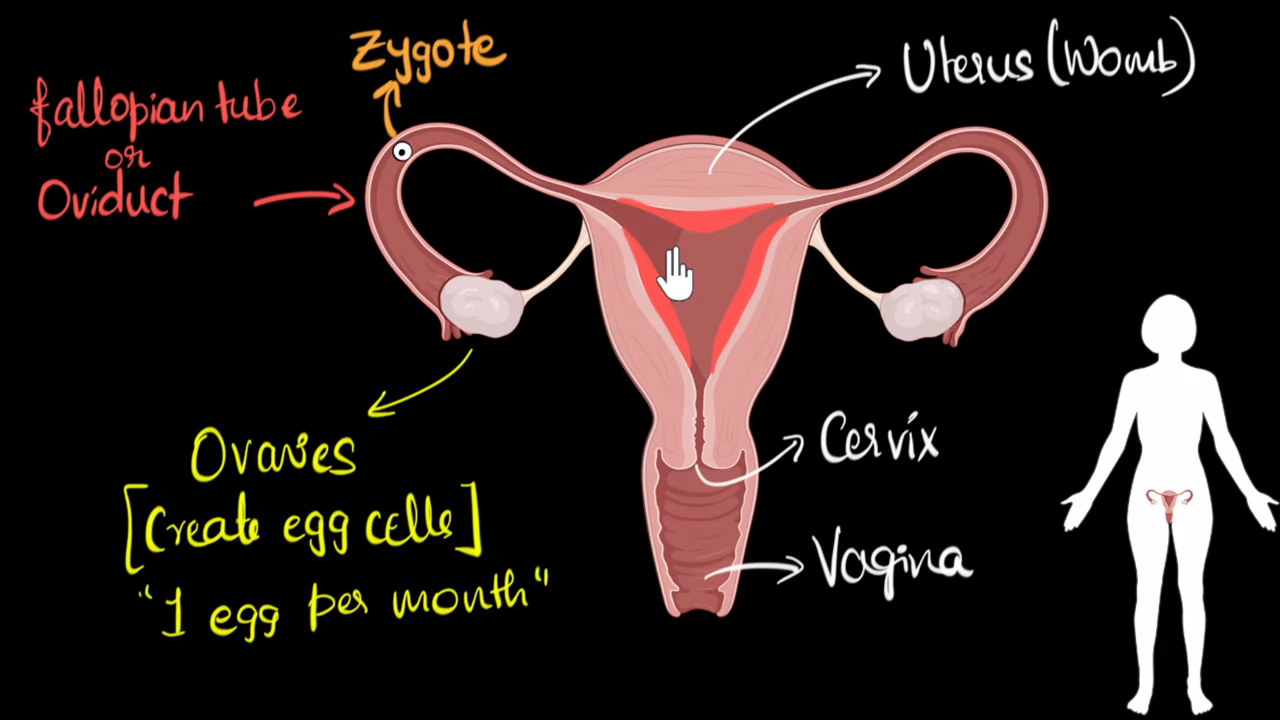 Zygote
Uterus (Womb)
fallopian tube
or
Oviduct
Ovaries
[Create egg cells]
"1 egg per month"
Cervix
Vagina